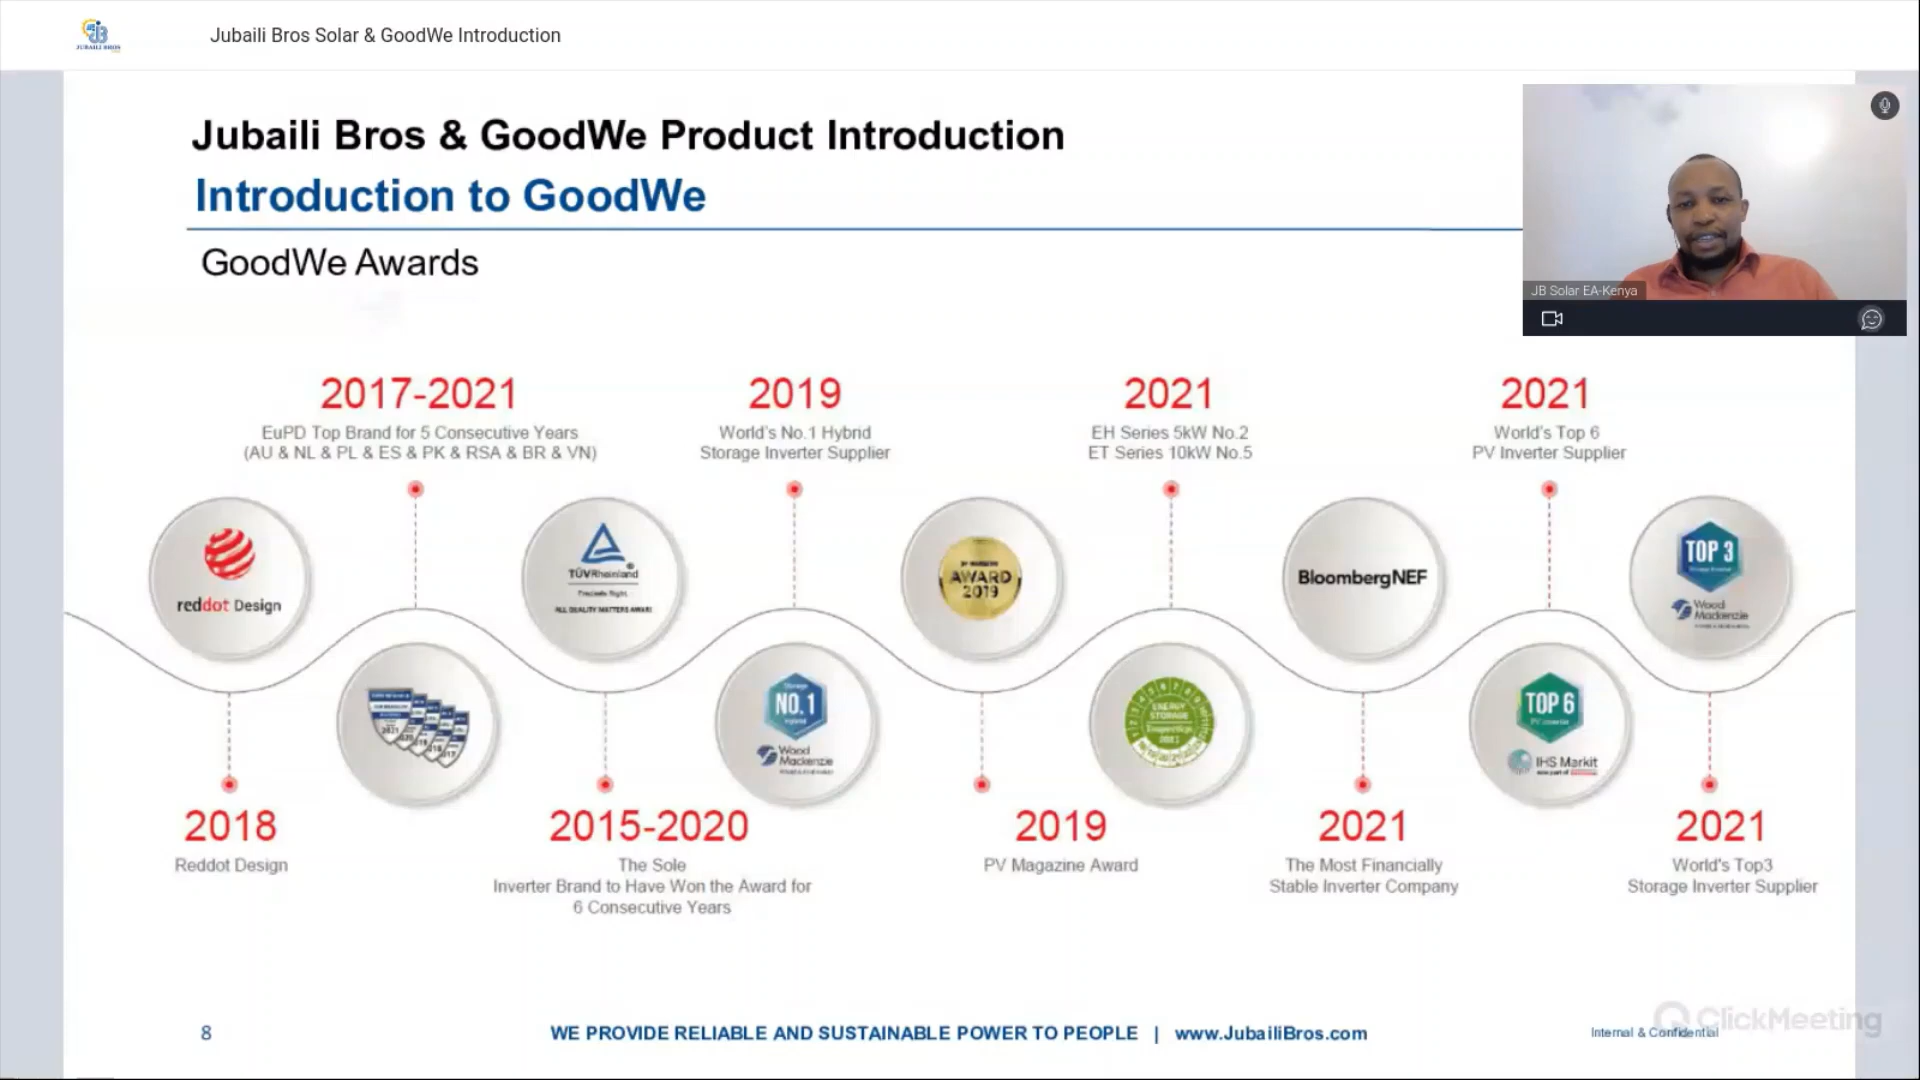 JUBAILI BROS
Jubaili Bros Solar & GoodWe Introduction
Jubaili Bros & GoodWe Product Introduction
Introduction to GoodWe
GoodWe Awards
JB Solar EA-Kenya
2017-2021
EuPD Top Brand for 5 Consecutive Years
(AU & NL & PL & ES & PK & RSA & BR & VN)
2019
World's No.1 Hybrid
Storage Inverter Supplier
2021
EH Series 5kW No.2
ET Series 10kW No.5
2021
World's Top 6
PV Inverter Supplier
reddot Design
TÜVRheinland
Precisely Right.
ALL QUALITY MATTERS AWARD
AWARD
2019
BloombergNEF
TOP 3
Wood
Mackenzie
2021
NO.1
Hybrid
Wood
Mackenzie
ENERGY
STORAGE
Inspection
2021
TOP 6
PV Inverter
IHS Markit
2018
Reddot Design
2015-2020
The Sole
Inverter Brand to Have Won the Award for
6 Consecutive Years
2019
PV Magazine Award
2021
The Most Financially
Stable Inverter Company
2021
World's Top3
Storage Inverter Supplier
8
WE PROVIDE RELIABLE AND SUSTAINABLE POWER TO PEOPLE | www.JubailiBros.com
Internal & Confidential
ClickMeeting